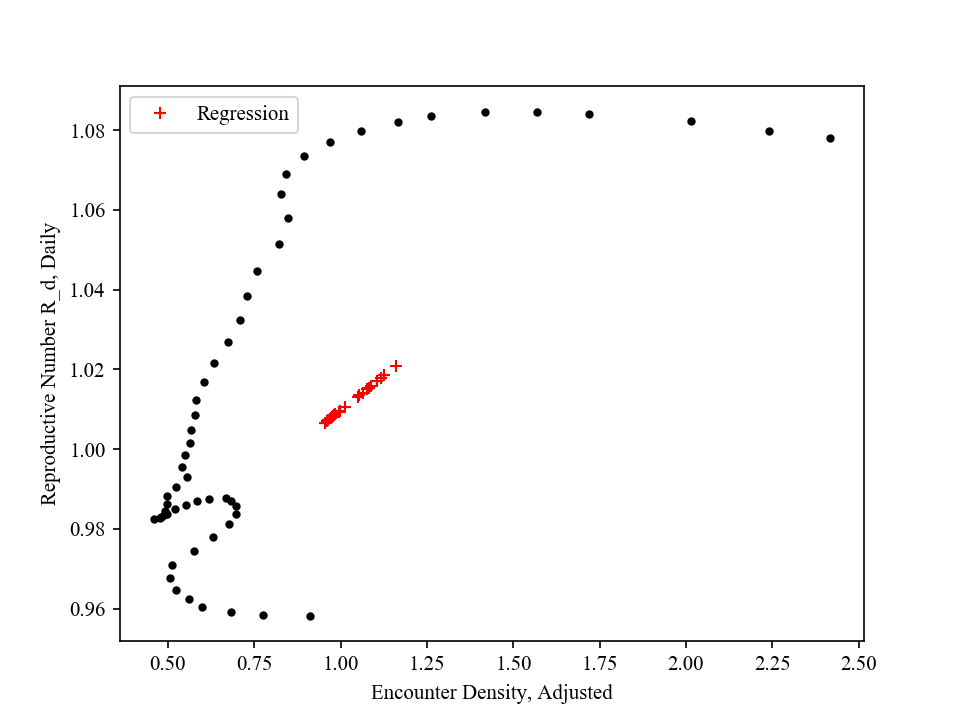 Regression
1.08
1.06
1.04
1.02
1.00
0.98
0.96
Reproductive Number R_d, Daily
0.50 0.75 1.00 1.25 1.50 1.75 2.00 2.25 2.50
Encounter Density, Adjusted